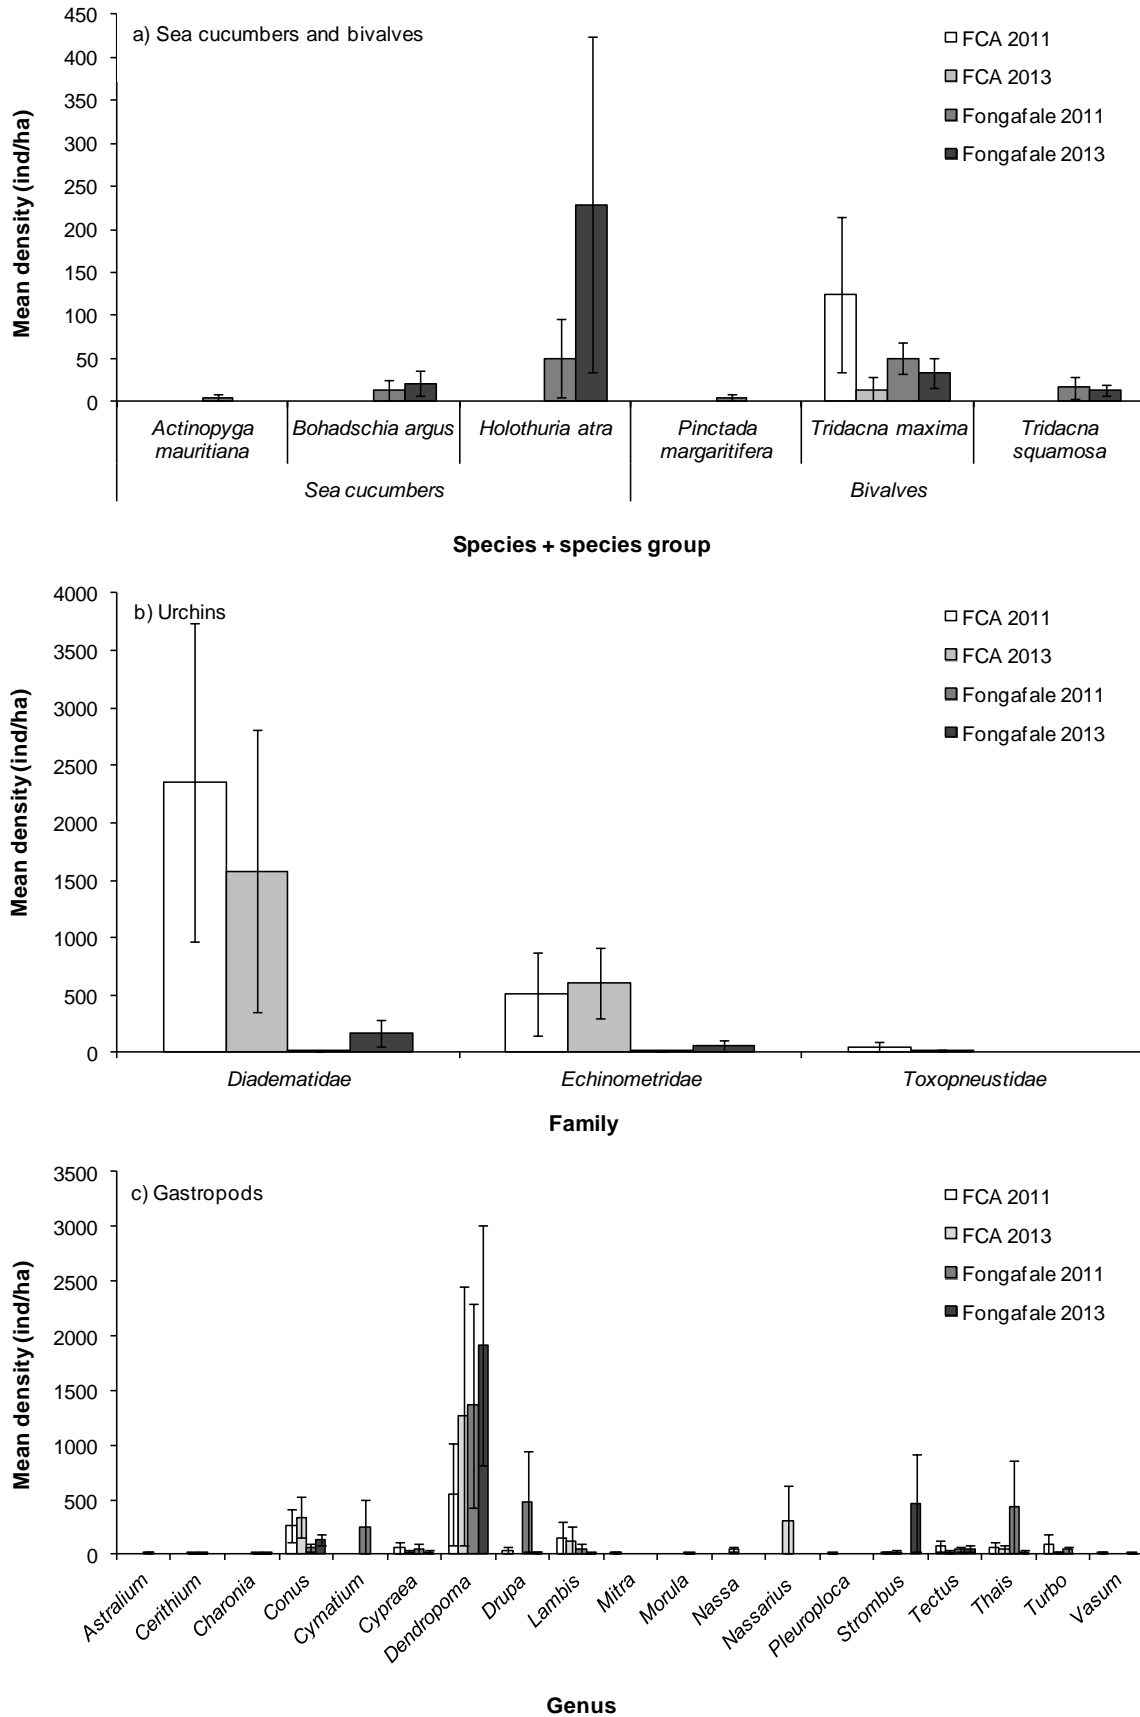 a) Sea cucumbers and bivalves
FCA 2011
FCA 2013
Fongafale 2011
Fongafale 2013
Mean density (ind/ha)
450
400
350
300
250
200
150
100
50
0
Actinopyga mauritiana
Bohadschia argus
Holothuria atra
Pinctada margaritifera
Tridacna maxima
Tridacna squamosa
Sea cucumbers
Bivalves
Species + species group
b) Urchins
FCA 2011
FCA 2013
Fongafale 2011
Fongafale 2013
Mean density (ind/ha)
4000
3500
3000
2500
2000
1500
1000
500
0
Diadematidae
Echinometridae
Toxopneustidae
Family
c) Gastropods
FCA 2011
FCA 2013
Fongafale 2011
Fongafale 2013
Mean density (ind/ha)
3500
3000
2500
2000
1500
1000
500
0
Astralium
Cerithium
Charonia
Conus
Cymatium
Cypraea
Dendropoma
Drupa
Lambis
Mitra
Morula
Nassa
Nassarius
Pleuroploca
Strombus
Tectus
Thais
Turbo
Vasum
Genus